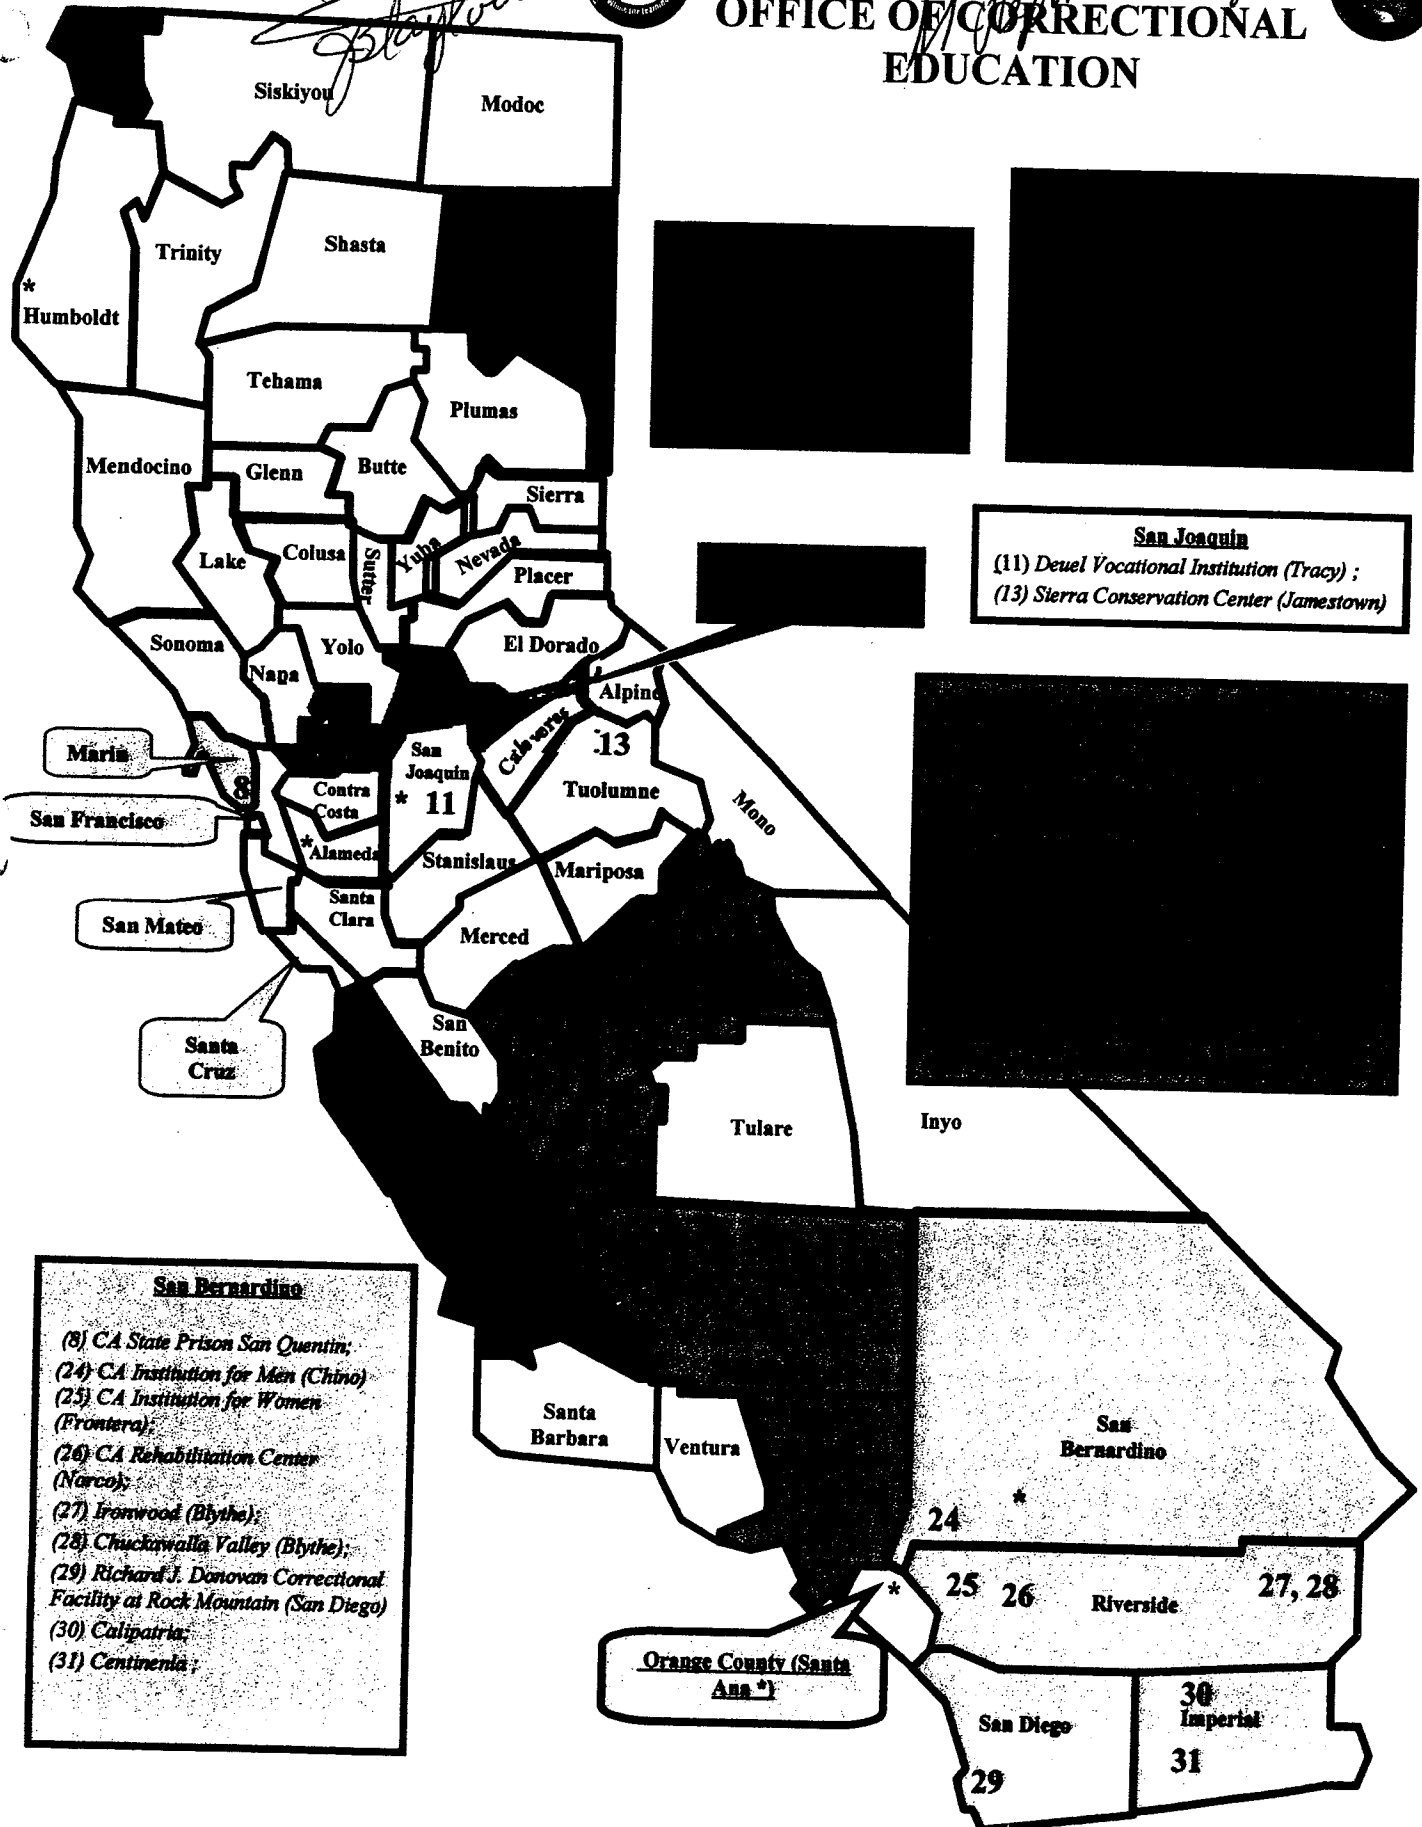 OFFICE OF CORRECTIONAL
EDUCATION
Siskiyou
Modoc
Trinity
Shasta
*
Humboldt
Tehama
Plumas
Mendocino
Glenn
Butte
Sierra
Lake
Colusa
Sutter
Yuba
Nevada
Placer
San Joaquin
(11) Deuel Vocational Institution (Tracy) ;
(13) Sierra Conservation Center (Jamestown)
Sonoma
Napa
Yolo
El Dorado
Alpine
Calaveras
13
Tuolumne
Mono
Marin
8
San Francisco
San
Joaquin
* 11
Contra
Costa
*
Alameda
Stanislaus
Mariposa
San Mateo
Santa
Clara
Merced
Santa
Cruz
San
Benito
Tulare
Inyo
San Bernardino
(8) CA State Prison San Quentin;
(24) CA Institution for Men (Chino)
(25) CA Institution for Women
(Frontera);
(26) CA Rehabilitation Center
(Norco);
(27) Ironwood (Blythe);
(28) Chuckawalla Valley (Blythe);
(29) Richard J. Donovan Correctional
Facility at Rock Mountain (San Diego)
(30) Calipatria;
(31) Centinenla ;
Santa
Barbara
Ventura
San
Bernardino
*
24
*
25
26
Riverside
27, 28
Orange County (Santa
Ana *)
San Diego
29
30
Imperial
31